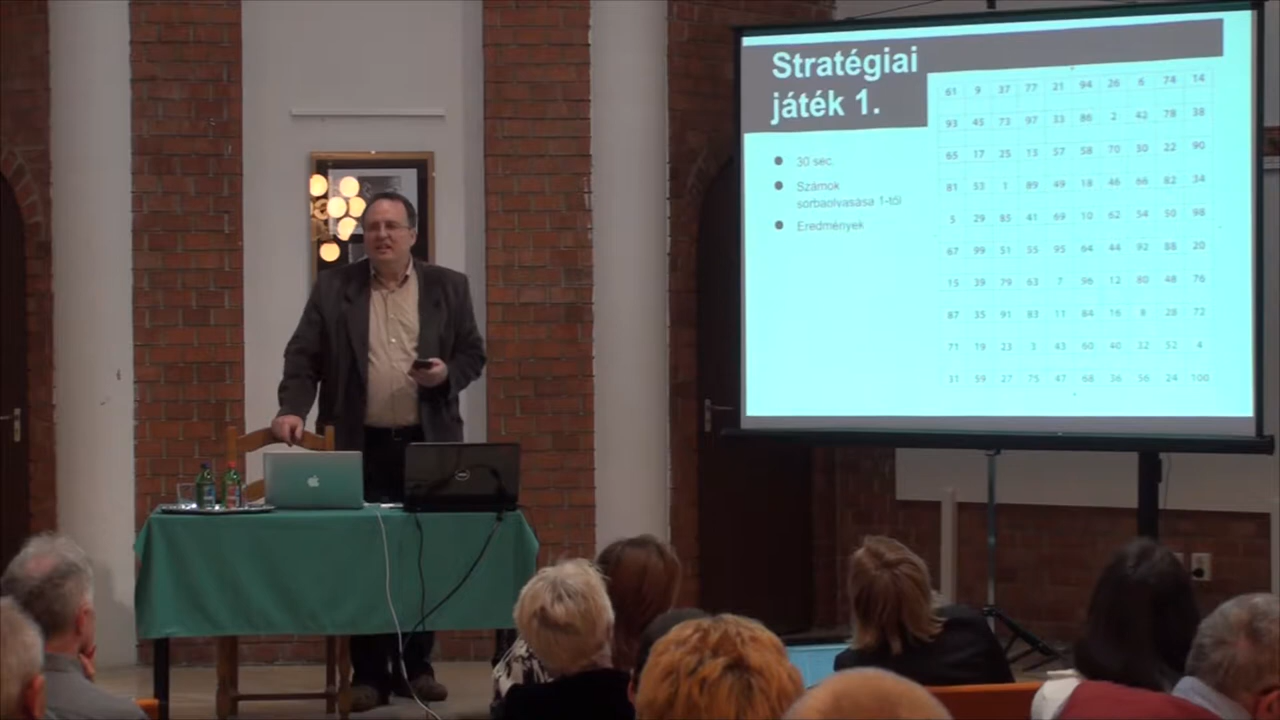 Stratégiai
játék 1.
30 sec.
Számok
sorbaolvasása 1-től
Eredmények
61 9 37 77 21 94 26 6 74 14
93 45 73 97 33 86 2 42 78 38
65 17 25 13 57 58 70 30 22 90
81 53 1 89 49 18 46 66 82 34
5 29 85 41 69 10 62 54 50 98
67 99 51 55 95 64 44 92 88 20
15 39 79 63 7 96 12 80 48 76
87 35 91 83 11 84 16 8 28 72
71 19 23 3 43 60 40 32 52 4
31 59 27 75 47 68 36 56 24 100
DELL